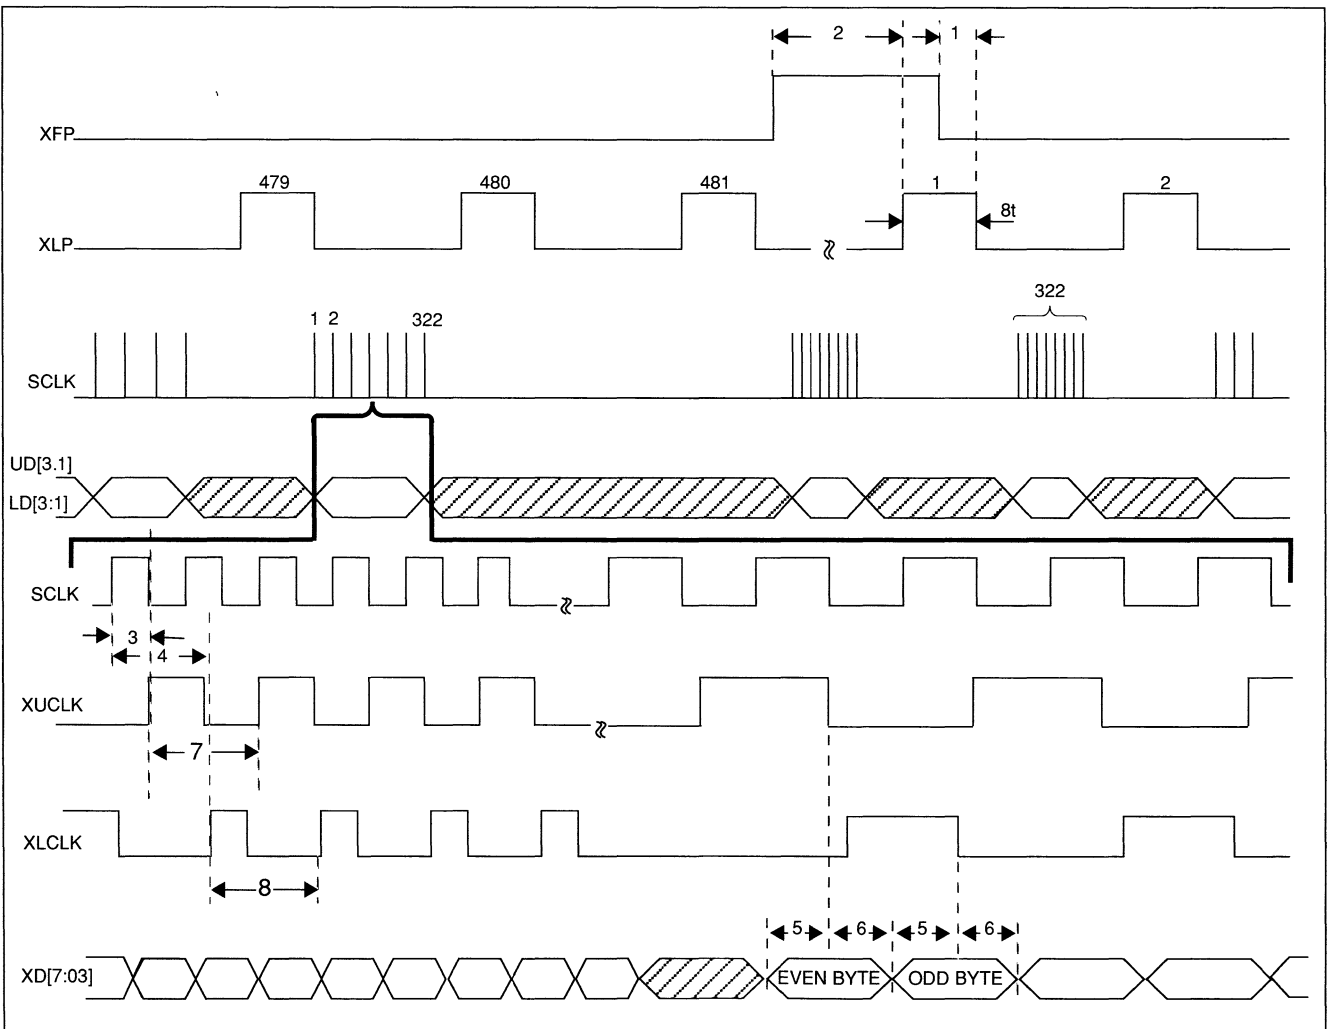 2 1
XFP
479 480 481 1 2
8t
XLP
322
1 2 322
SCLK
UD[3.1]
LD[3:1]
SCLK
3
4
XUCLK
7
XLCLK
8
5 6 5 6
XD[7:03] EVEN BYTE ODD BYTE